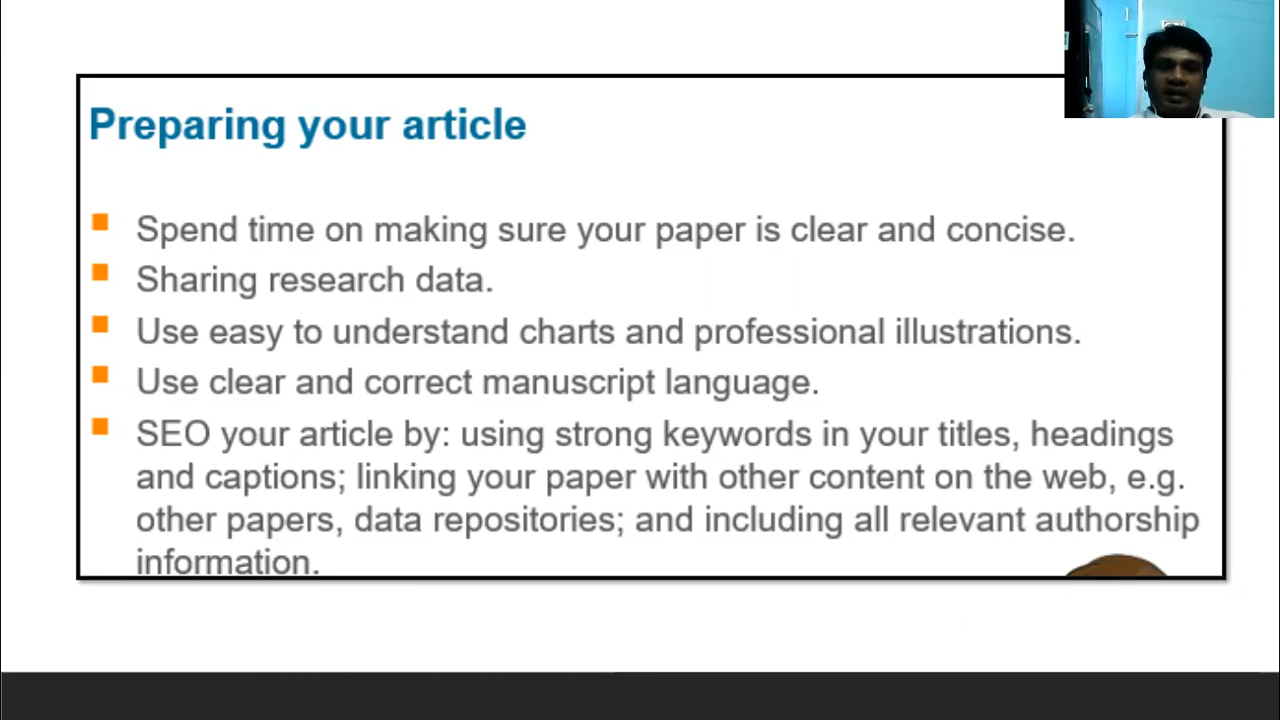 Preparing your article
Spend time on making sure your paper is clear and concise.
Sharing research data.
Use easy to understand charts and professional illustrations.
Use clear and correct manuscript language.
SEO your article by: using strong keywords in your titles, headings
and captions; linking your paper with other content on the web, e.g.
other papers, data repositories; and including all relevant authorship
information.